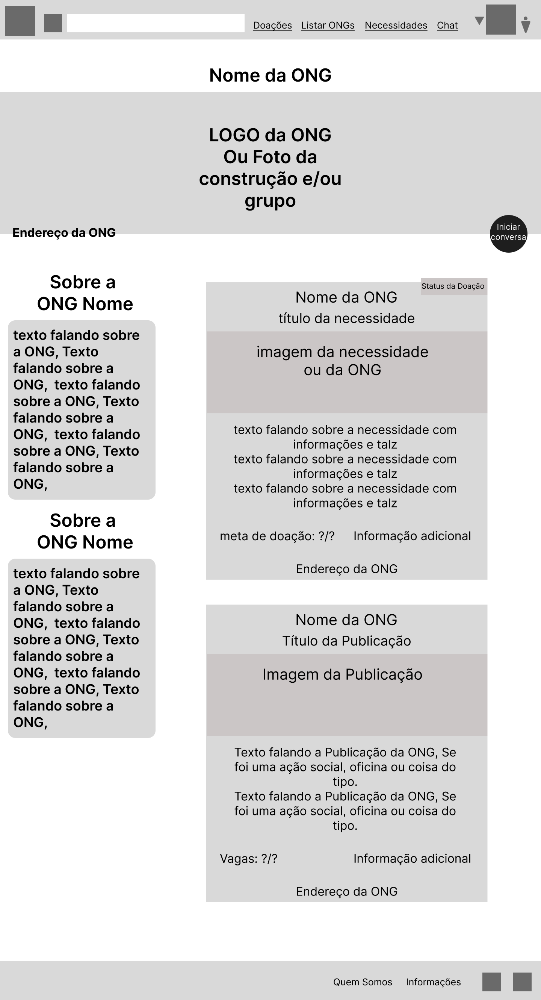 Doações Listar ONGs Necessidades Chat
Nome da ONG
LOGO da ONG
Ou Foto da
construção e/ou
grupo
Endereço da ONG
Iniciar
conversa
Sobre a
ONG Nome
texto falando sobre
a ONG, Texto
falando sobre a
ONG,  texto falando
sobre a ONG, Texto
falando sobre a
ONG,  texto falando
sobre a ONG, Texto
falando sobre a
ONG,
Sobre a
ONG Nome
texto falando sobre
a ONG, Texto
falando sobre a
ONG,  texto falando
sobre a ONG, Texto
falando sobre a
ONG,  texto falando
sobre a ONG, Texto
falando sobre a
ONG,
Status da Doação
Nome da ONG
título da necessidade
imagem da necessidade
ou da ONG
texto falando sobre a necessidade com
informações e talz
texto falando sobre a necessidade com
informações e talz
texto falando sobre a necessidade com
informações e talz
meta de doação: ?/? Informação adicional
Endereço da ONG
Nome da ONG
Título da Publicação
Imagem da Publicação
Texto falando a Publicação da ONG, Se
foi uma ação social, oficina ou coisa do
tipo.
Texto falando a Publicação da ONG, Se
foi uma ação social, oficina ou coisa do
tipo.
Vagas: ?/? Informação adicional
Endereço da ONG
Quem Somos Informações